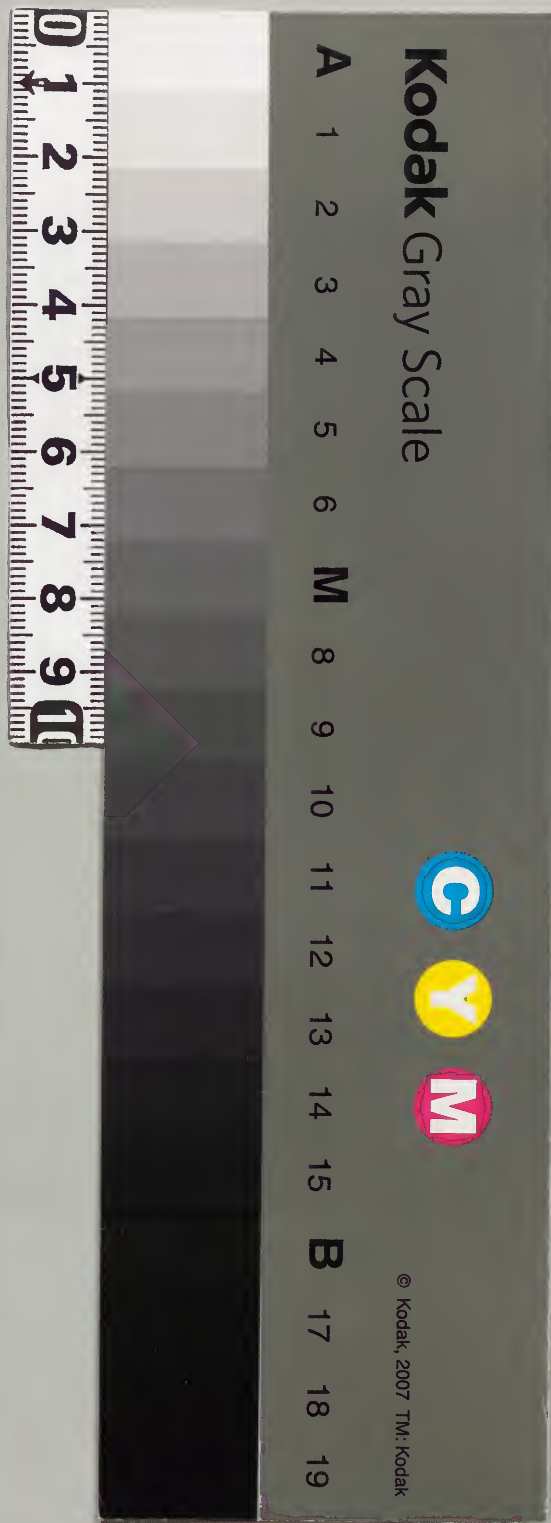 Kodak Gray Scale
C Y M
© Kodak, 2007 TM: Kodak
A 1 2 3 4 5 6 M 8 9 10 11 12 13 14 15 B 17 18 19
0 1 2 3 4 5 6 7 8 9 10